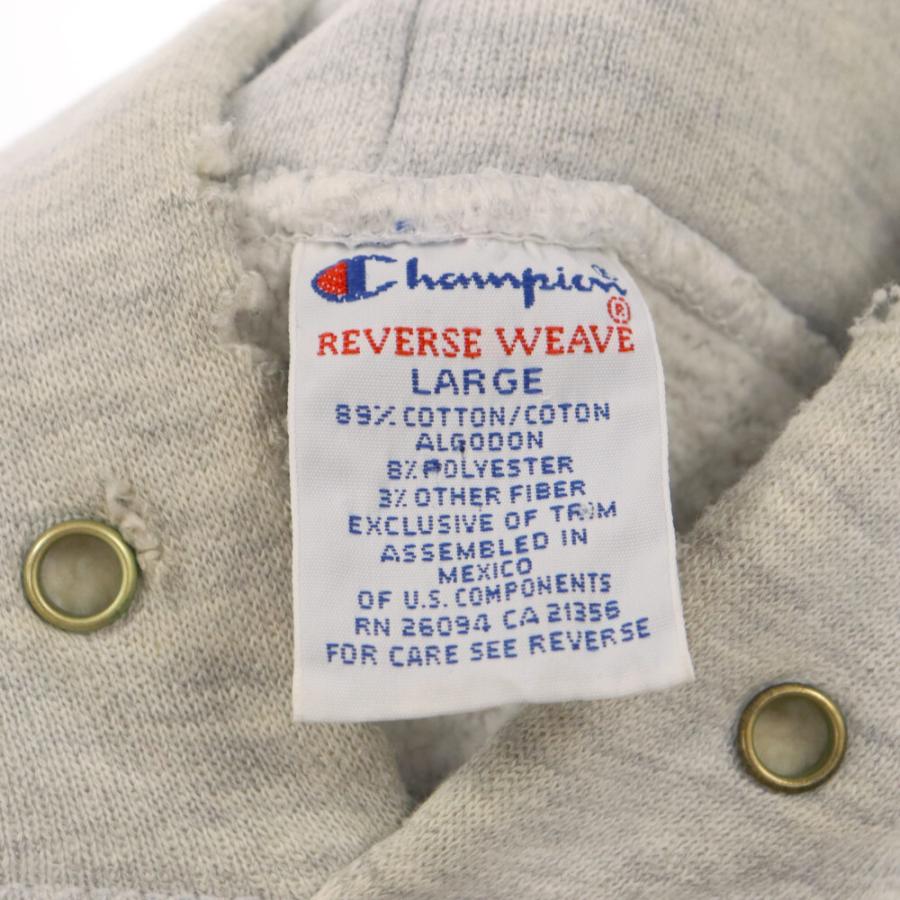 Champion
REVERSE WEAVE®
LARGE
89% COTTON/COTON
ALGODON
8% POLYESTER
3% OTHER FIBER
EXCLUSIVE OF TRIM
ASSEMBLED IN
MEXICO
OF U.S. COMPONENTS
RN 26094 CA 21356
FOR CARE SEE REVERSE